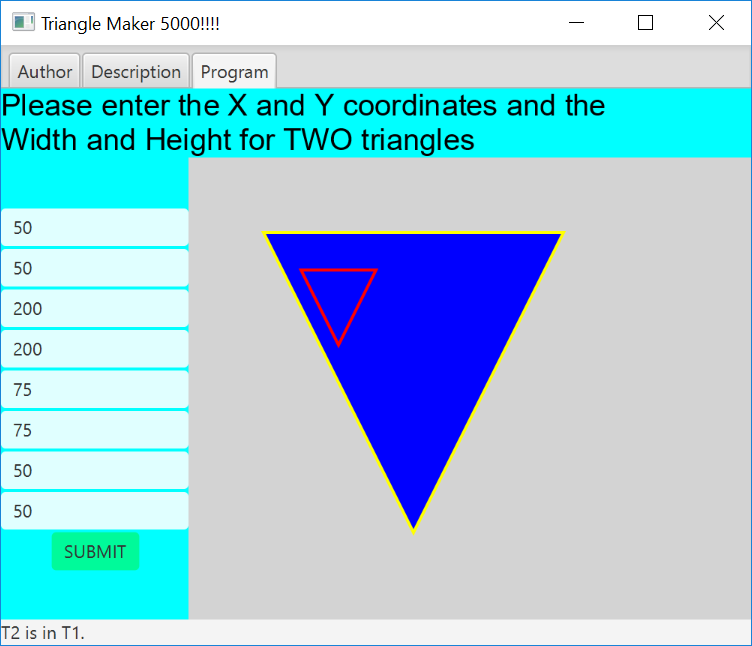 Triangle Maker 5000!!!!
Author Description Program
Please enter the X and Y coordinates and the
Width and Height for TWO triangles
50
50
200
200
75
75
50
50
SUBMIT
T2 is in T1.